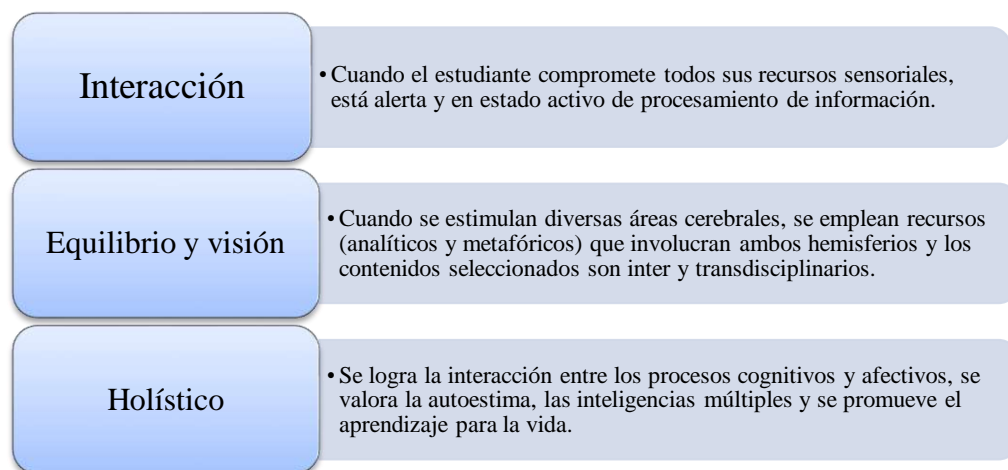 Interacción
• Cuando el estudiante compromete todos sus recursos sensoriales,
está alerta y en estado activo de procesamiento de información.
Equilibrio y visión
• Cuando se estimulan diversas áreas cerebrales, se emplean recursos
(analíticos y metafóricos) que involucran ambos hemisferios y los
contenidos seleccionados son inter y transdisciplinarios.
Holístico
• Se logra la interacción entre los procesos cognitivos y afectivos, se
valora la autoestima, las inteligencias múltiples y se promueve el
aprendizaje para la vida.